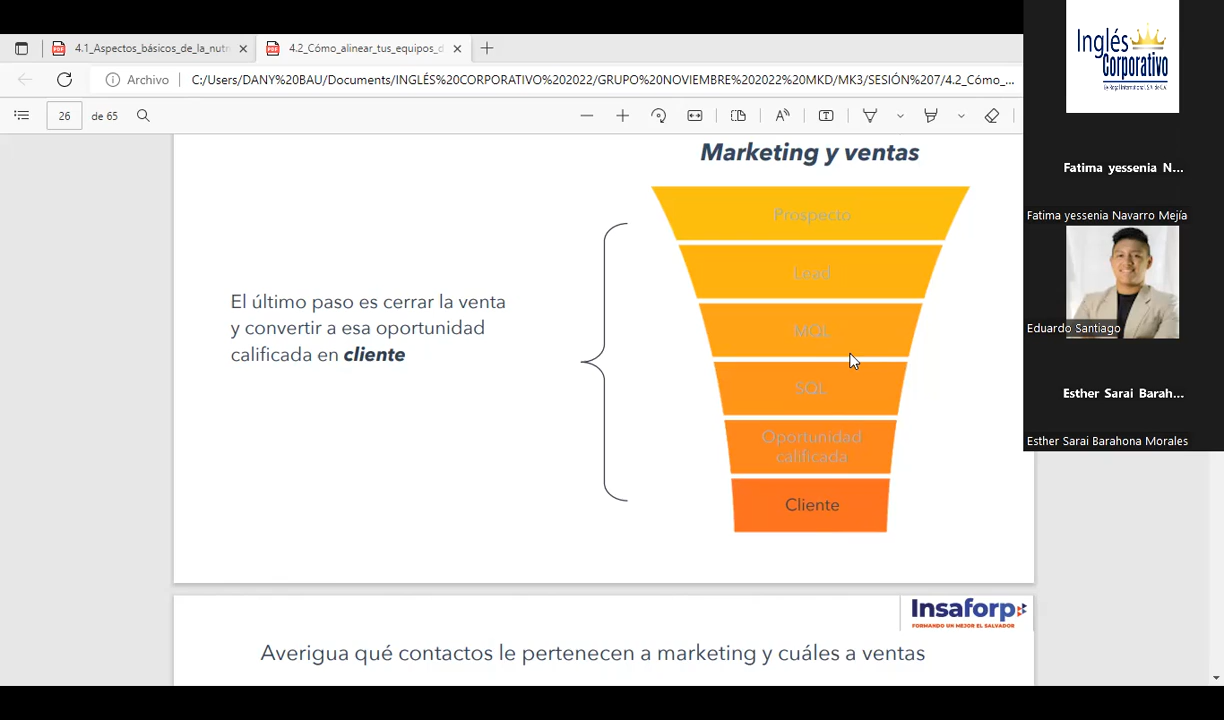 4.1_Aspectos_básicos_de_la_nutr
4.2_Cómo_alinear_tus_equipos_d
Archivo
C:/Users/DANY%20BAU/Documents/INGLÉS%20CORPORATIVO%202022/GRUPO%20NOVIEMBRE%202022%20MKD/MK3/SESIÓN%207/4.2_Cómo_...
26 de 65
Marketing y ventas
Prospecto
Lead
MQL
SQL
Oportunidad
calificada
Cliente
El último paso es cerrar la venta
y convertir a esa oportunidad
calificada en cliente
Insaforp
FORMANDO UN MEJOR EL SALVADOR
Averigua qué contactos le pertenecen a marketing y cuáles a ventas
Inglés
Corporativo
Fatima yessenia N...
Fatima yessenia Navarro Mejía
Eduardo Santiago
Esther Sarai Barah...
Esther Sarai Barahona Morales